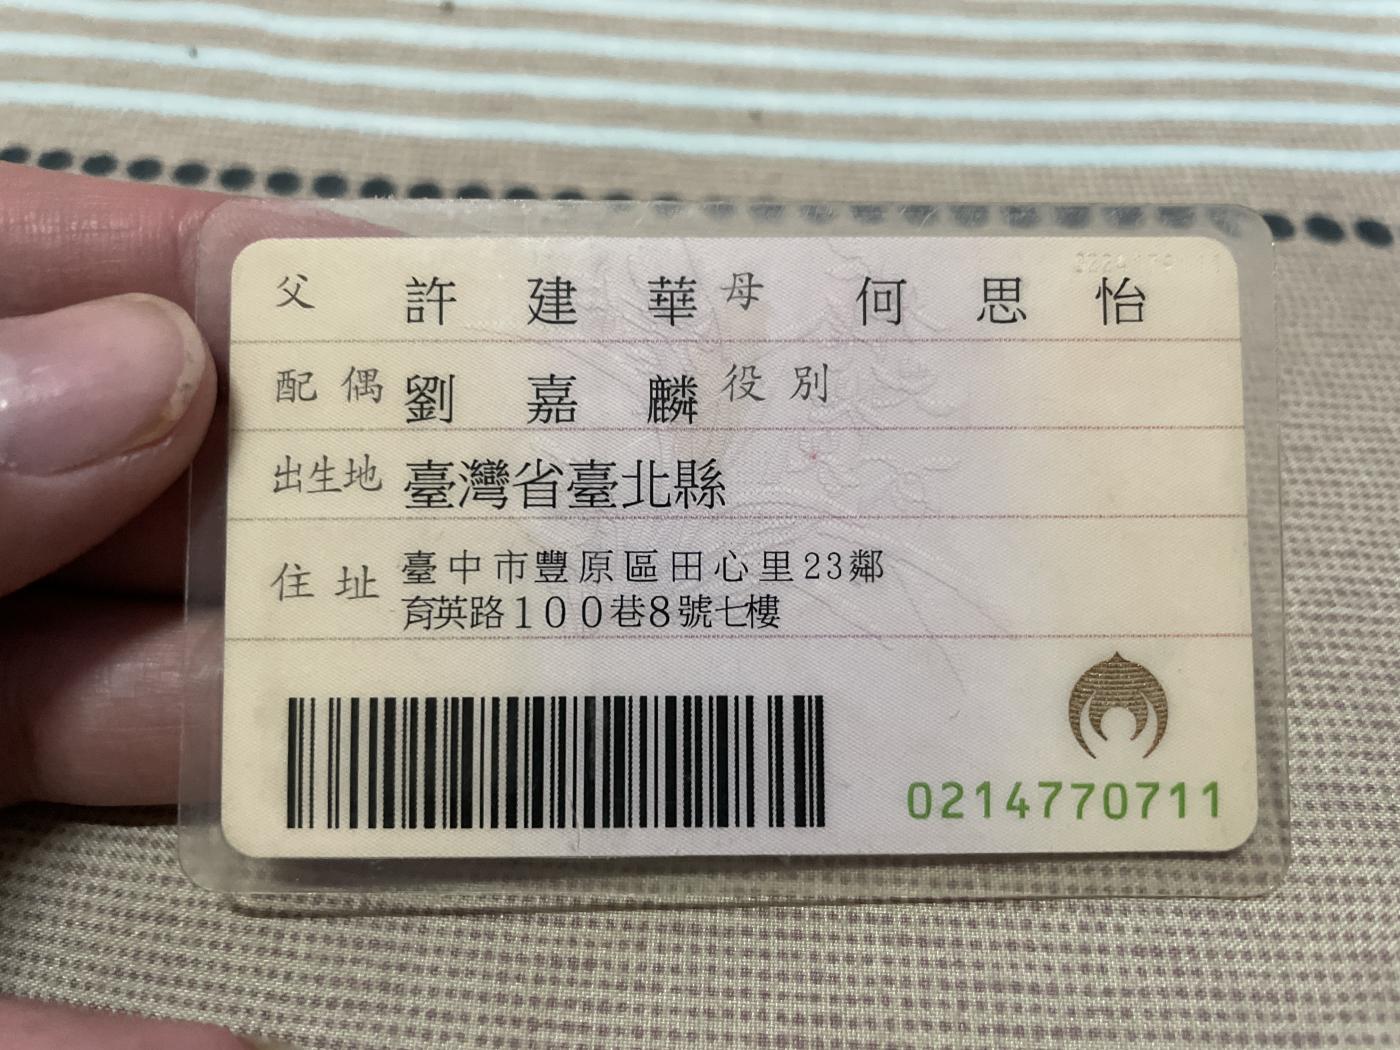 父 許建華 母 何思怡
配偶 劉嘉麟 役別
出生地 臺灣省臺北縣
住址 臺中市豐原區田心里23鄰
育英路100巷8號七樓
0214770711